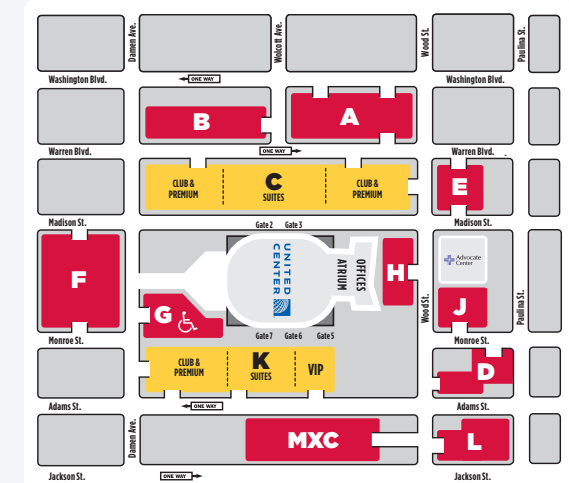 Damen Ave.
Wolcott Ave.
Wood St.
Paulina St.
Washington Blvd.
ONE WAY
Washington Blvd.
B
A
Warren Blvd.
ONE WAY
Warren Blvd.
CLUB &
PREMIUM
C
SUITES
CLUB &
PREMIUM
E
Madison St.
Madison St.
Gate 2
Gate 3
F
UNITED
CENTER
OFFICES
ATRIUM
H
Advocate
Center
G
J
Wood St.
Paulina St.
Monroe St.
Gate 7
Gate 6
Gate 5
Monroe St.
CLUB &
PREMIUM
K
SUITES
VIP
D
Adams St.
ONE WAY
Adams St.
Damen Ave.
MXC
L
Jackson St.
ONE WAY
Jackson St.